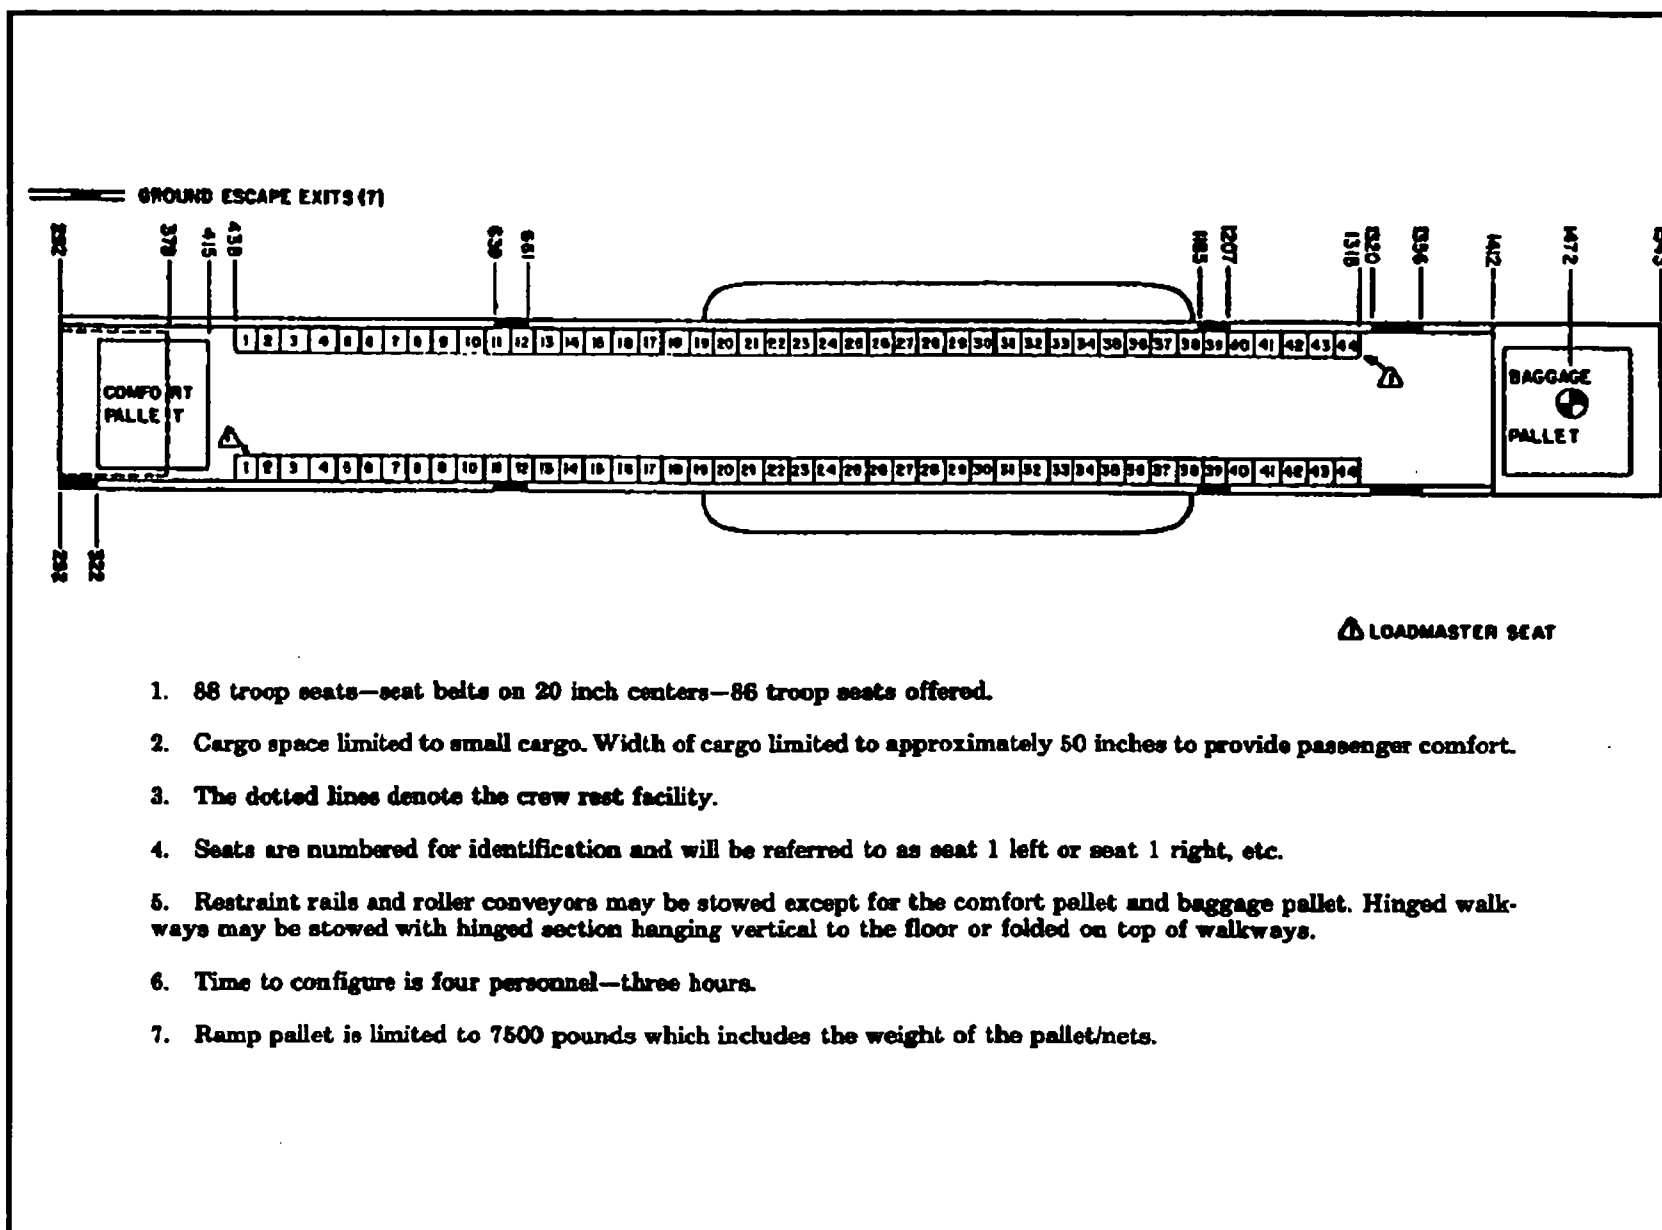 GROUND ESCAPE EXITS (7)
292 379 415 438 639 661 1185 1207 1318 1320 1356 1412 1472
1 2 3 4 5 6 7 8 9 10 11 12 13 14 15 16 17 18 19 20 21 22 23 24 25 26 27 28 29 30 31 32 33 34 35 36 37 38 39 40 41 42 43 44
COMFORT
PALLET
BAGGAGE
PALLET
1 2 3 4 5 6 7 8 9 10 11 12 13 14 15 16 17 18 19 20 21 22 23 24 25 26 27 28 29 30 31 32 33 34 35 36 37 38 39 40 41 42 43 44
292 322
LOADMASTER SEAT
1. 88 troop seats—seat belts on 20 inch centers—86 troop seats offered.
2. Cargo space limited to small cargo. Width of cargo limited to approximately 50 inches to provide passenger comfort.
3. The dotted lines denote the crew rest facility.
4. Seats are numbered for identification and will be referred to as seat 1 left or seat 1 right, etc.
5. Restraint rails and roller conveyors may be stowed except for the comfort pallet and baggage pallet. Hinged walk-
ways may be stowed with hinged section hanging vertical to the floor or folded on top of walkways.
6. Time to configure is four personnel—three hours.
7. Ramp pallet is limited to 7500 pounds which includes the weight of the pallet/nets.